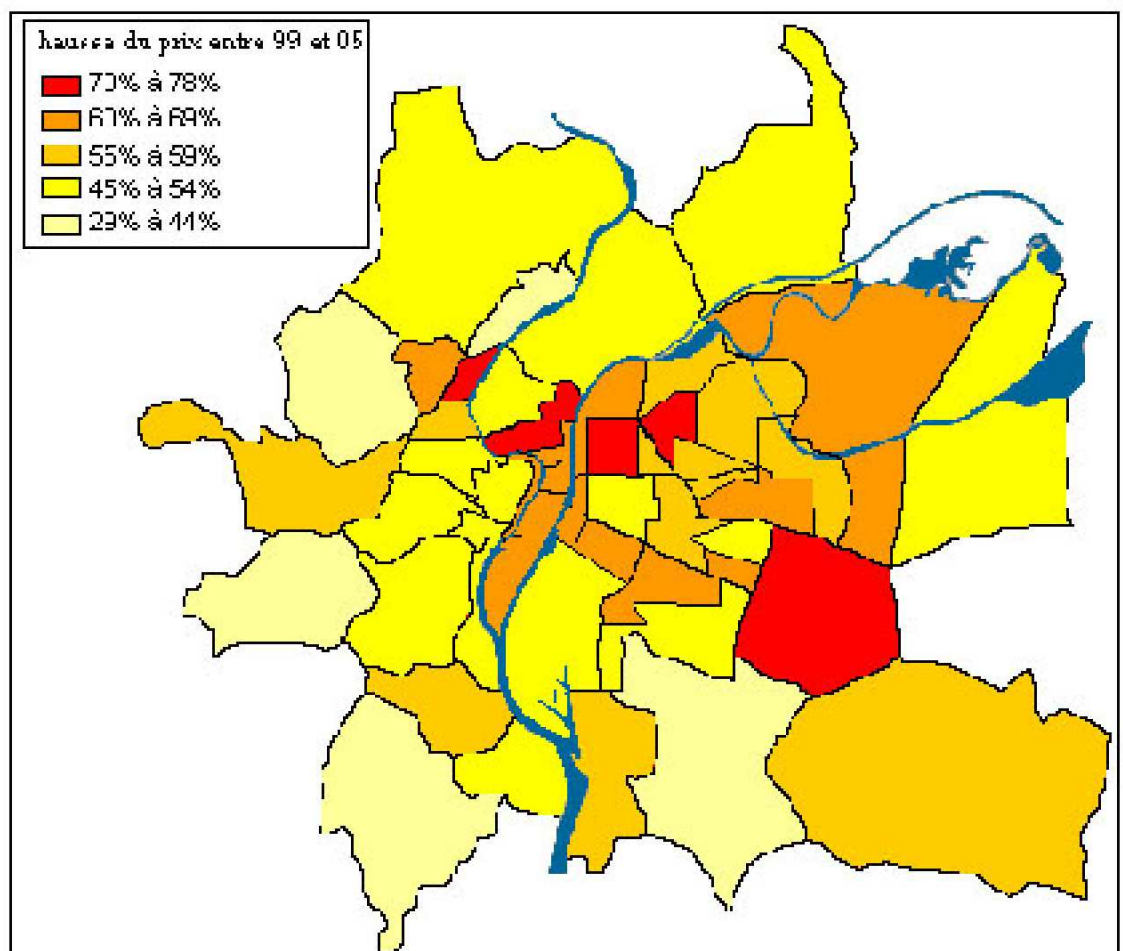 hausse du prix entre 99 et 05
70% à 78%
60% à 69%
55% à 59%
45% à 54%
29% à 44%